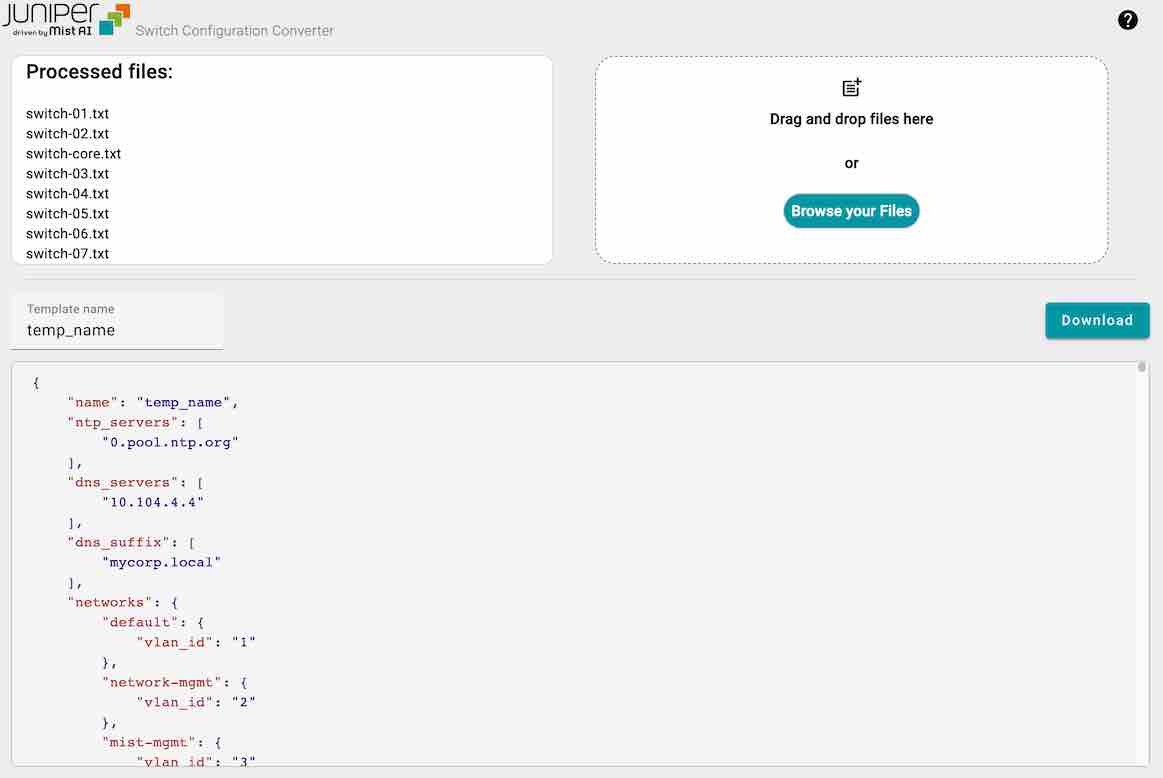 JUNIPER
driven by Mist AI
Switch Configuration Converter
?
Processed files:
switch-01.txt
switch-02.txt
switch-core.txt
switch-03.txt
switch-04.txt
switch-05.txt
switch-06.txt
switch-07.txt
Drag and drop files here
or
Browse your Files
Template name
temp_name
Download
{
    "name": "temp_name",
    "ntp_servers": [
        "0.pool.ntp.org"
    ],
    "dns_servers": [
        "10.104.4.4"
    ],
    "dns_suffix": [
        "mycorp.local"
    ],
    "networks": {
        "default": {
            "vlan_id": "1"
        },
        "network-mgmt": {
            "vlan_id": "2"
        },
        "mist-mgmt": {
            "vlan_id": "3"